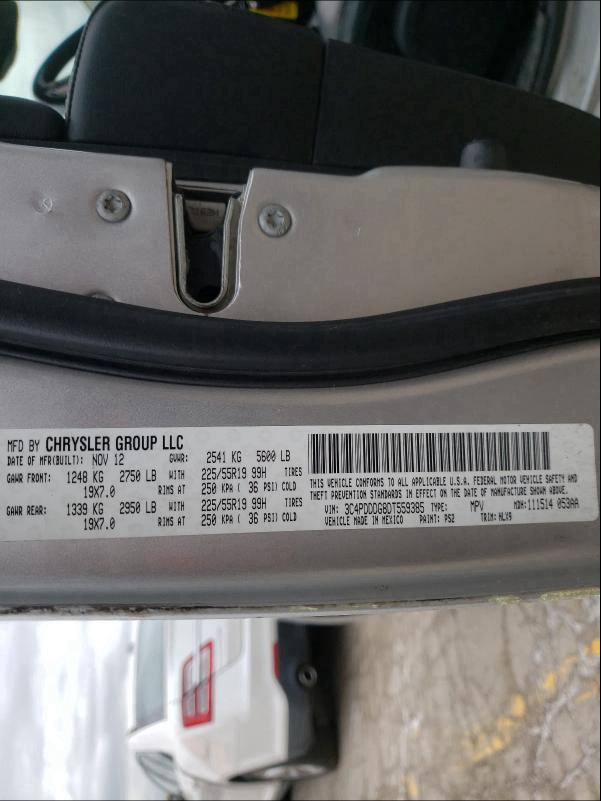 MFD BY CHRYSLER GROUP LLC
DATE OF MFR(BUILT): NOV 12 GVWR: 2541 KG 5600 LB
GAWR FRONT: 1248 KG 2750 LB WITH 225/55R19 99H TIRES
19X7.0 RIMS AT 250 KPA ( 36 PSI) COLD
GAWR REAR: 1339 KG 2950 LB WITH 225/55R19 99H TIRES
19X7.0 RIMS AT 250 KPA ( 36 PSI) COLD
THIS VEHICLE CONFORMS TO ALL APPLICABLE U.S.A. FEDERAL MOTOR VEHICLE SAFETY AND
THEFT PREVENTION STANDARDS IN EFFECT ON THE DATE OF MANUFACTURE SHOWN ABOVE.
VIN: 3C4PDDDG8DT559385 TYPE: MPV MDH: 111514 053AA
VEHICLE MADE IN MEXICO PAINT: PS2 TRIM: HLX9